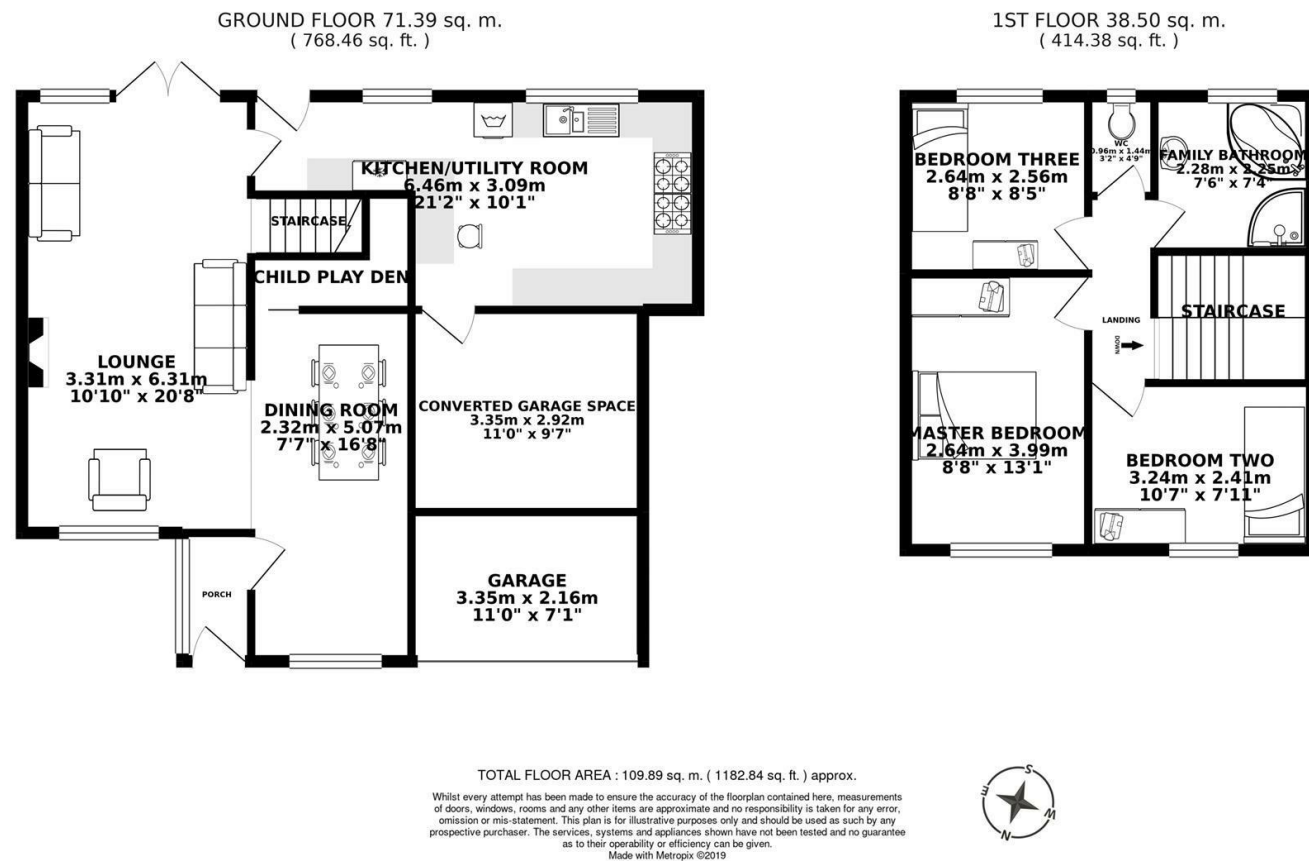 GROUND FLOOR 71.39 sq. m.
( 768.46 sq. ft. )
1ST FLOOR 38.50 sq. m.
( 414.38 sq. ft. )
KITCHEN/UTILITY ROOM
6.46m x 3.09m
21'2" x 10'1"
STAIRCASE
CHILD PLAY DEN
LOUNGE
3.31m x 6.31m
10'10" x 20'8"
DINING ROOM
2.32m x 5.07m
7'7" x 16'8"
CONVERTED GARAGE SPACE
3.35m x 2.92m
11'0" x 9'7"
GARAGE
3.35m x 2.16m
11'0" x 7'1"
PORCH
BEDROOM THREE
2.64m x 2.56m
8'8" x 8'5"
WC
0.96m x 1.44m
3'2" x 4'9"
FAMILY BATHROOM
2.28m x 2.25m
7'6" x 7'4"
STAIRCASE
LANDING
DOWN
MASTER BEDROOM
2.64m x 3.99m
8'8" x 13'1"
BEDROOM TWO
3.24m x 2.41m
10'7" x 7'11"
TOTAL FLOOR AREA : 109.89 sq. m. ( 1182.84 sq. ft. ) approx.
Whilst every attempt has been made to ensure the accuracy of the floorplan contained here, measurements
of doors, windows, rooms and any other items are approximate and no responsibility is taken for any error,
omission or mis-statement. This plan is for illustrative purposes only and should be used as such by any
prospective purchaser. The services, systems and appliances shown have not been tested and no guarantee
as to their operability or efficiency can be given.
Made with Metropix ©2019
S
E
W
N